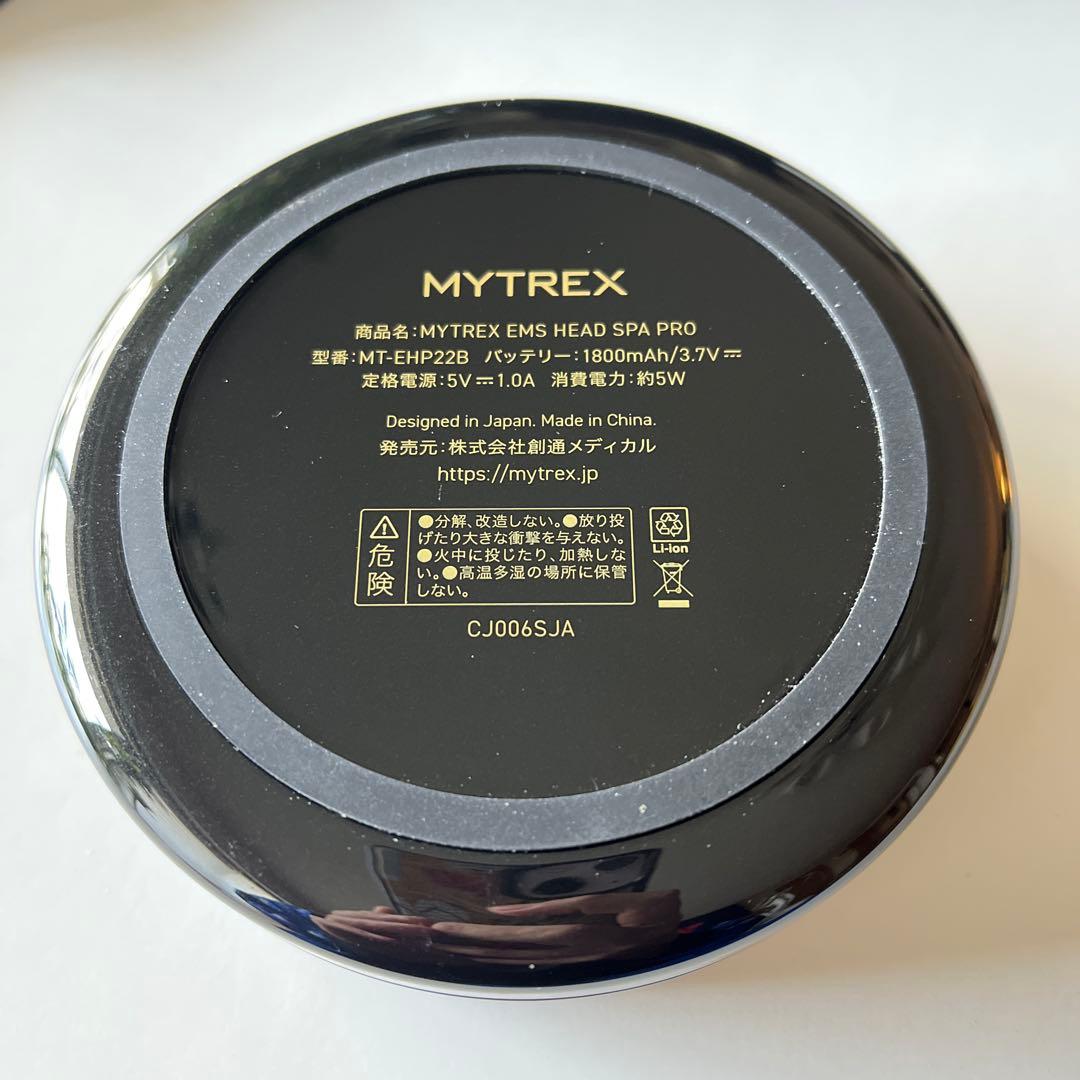 MYTREX
商品名：MYTREX EMS HEAD SPA PRO
型番：MT-EHP22B バッテリー：1800mAh/3.7V⎓
定格電源：5V⎓1.0A 消費電力：約5W
Designed in Japan. Made in China.
発売元：株式会社創通メディカル
https://mytrex.jp
危険
●分解、改造しない。●放り投
げたり大きな衝撃を与えない。
●火中に投じたり、加熱しな
い。●高温多湿の場所に保管
しない。
Li-ion
CJ006SJA